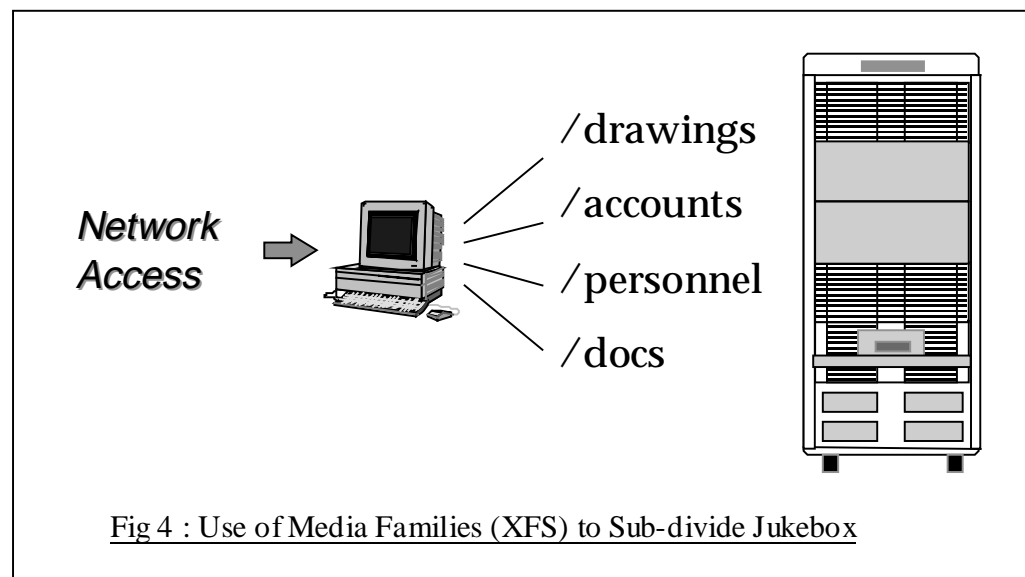 Network
Access
/drawings
/accounts
/personnel
/docs
Fig 4 : Use of Media Families (XFS) to Sub-divide Jukebox